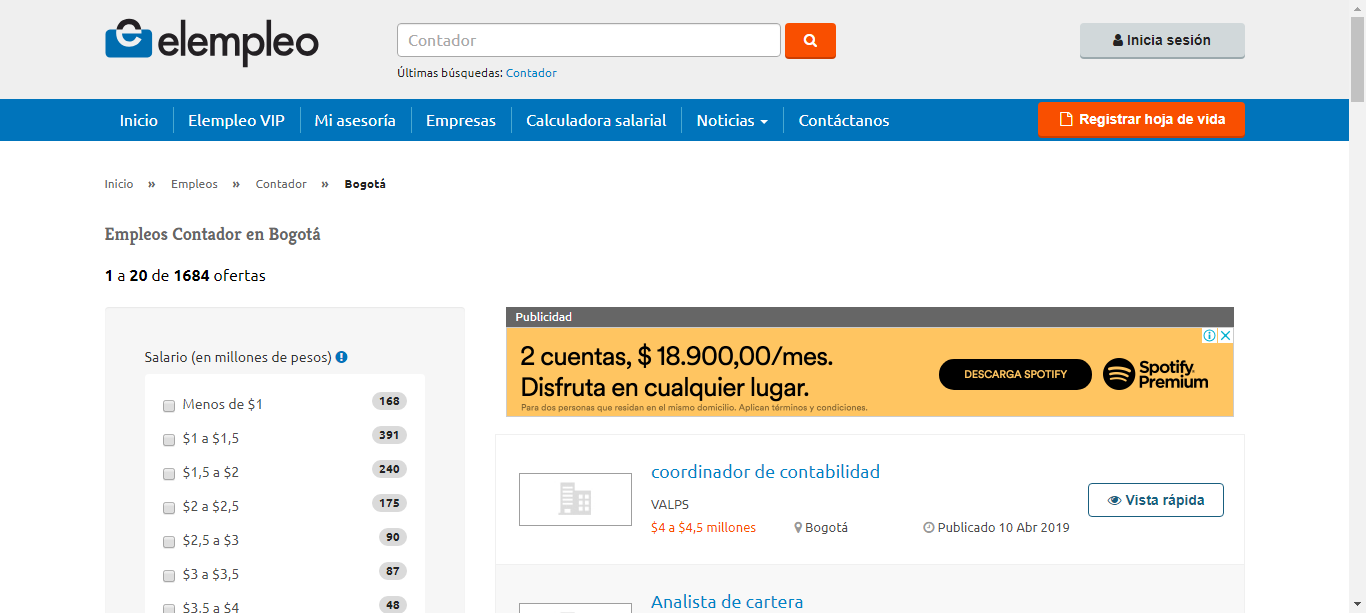 elempleo
Contador
Últimas búsquedas: Contador
Inicia sesión
Inicio
Elempleo VIP
Mi asesoría
Empresas
Calculadora salarial
Noticias
Contáctanos
Registrar hoja de vida
Inicio » Empleos » Contador » Bogotá
Empleos Contador en Bogotá
1 a 20 de 1684 ofertas
Salario (en millones de pesos)
Menos de $1 168
$1 a $1,5 391
$1,5 a $2 240
$2 a $2,5 175
$2,5 a $3 90
$3 a $3,5 87
$3,5 a $4 48
Publicidad
2 cuentas, $ 18.900,00/mes.
Disfruta en cualquier lugar.
Para dos personas que residan en el mismo domicilio. Aplican términos y condiciones.
DESCARGA SPOTIFY
Spotify
Premium
coordinador de contabilidad
VALPS
$4 a $4,5 millones Bogotá Publicado 10 Abr 2019
Vista rápida
Analista de cartera